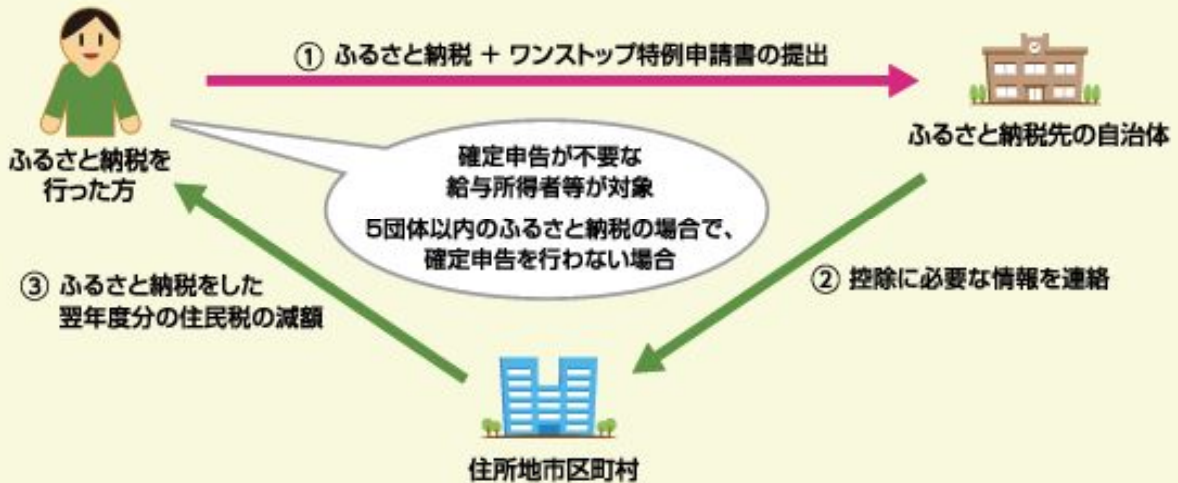 ① ふるさと納税 + ワンストップ特例申請書の提出
ふるさと納税を
行った方
ふるさと納税先の自治体
確定申告が不要な
給与所得者等が対象
5団体以内のふるさと納税の場合で、
確定申告を行わない場合
② 控除に必要な情報を連絡
③ ふるさと納税をした
翌年度分の住民税の減額
住所地市区町村